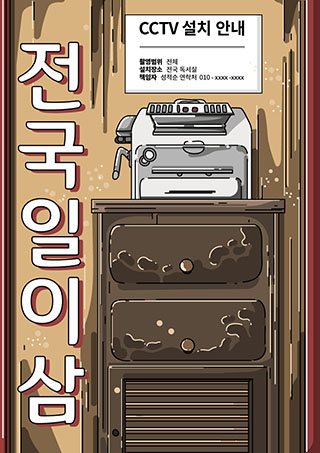 CCTV 설치 안내
촬영범위 전체
설치장소 전국 독서실
책임자 성적순 연락처 010 - xxxx -xxxx
전국일이삼